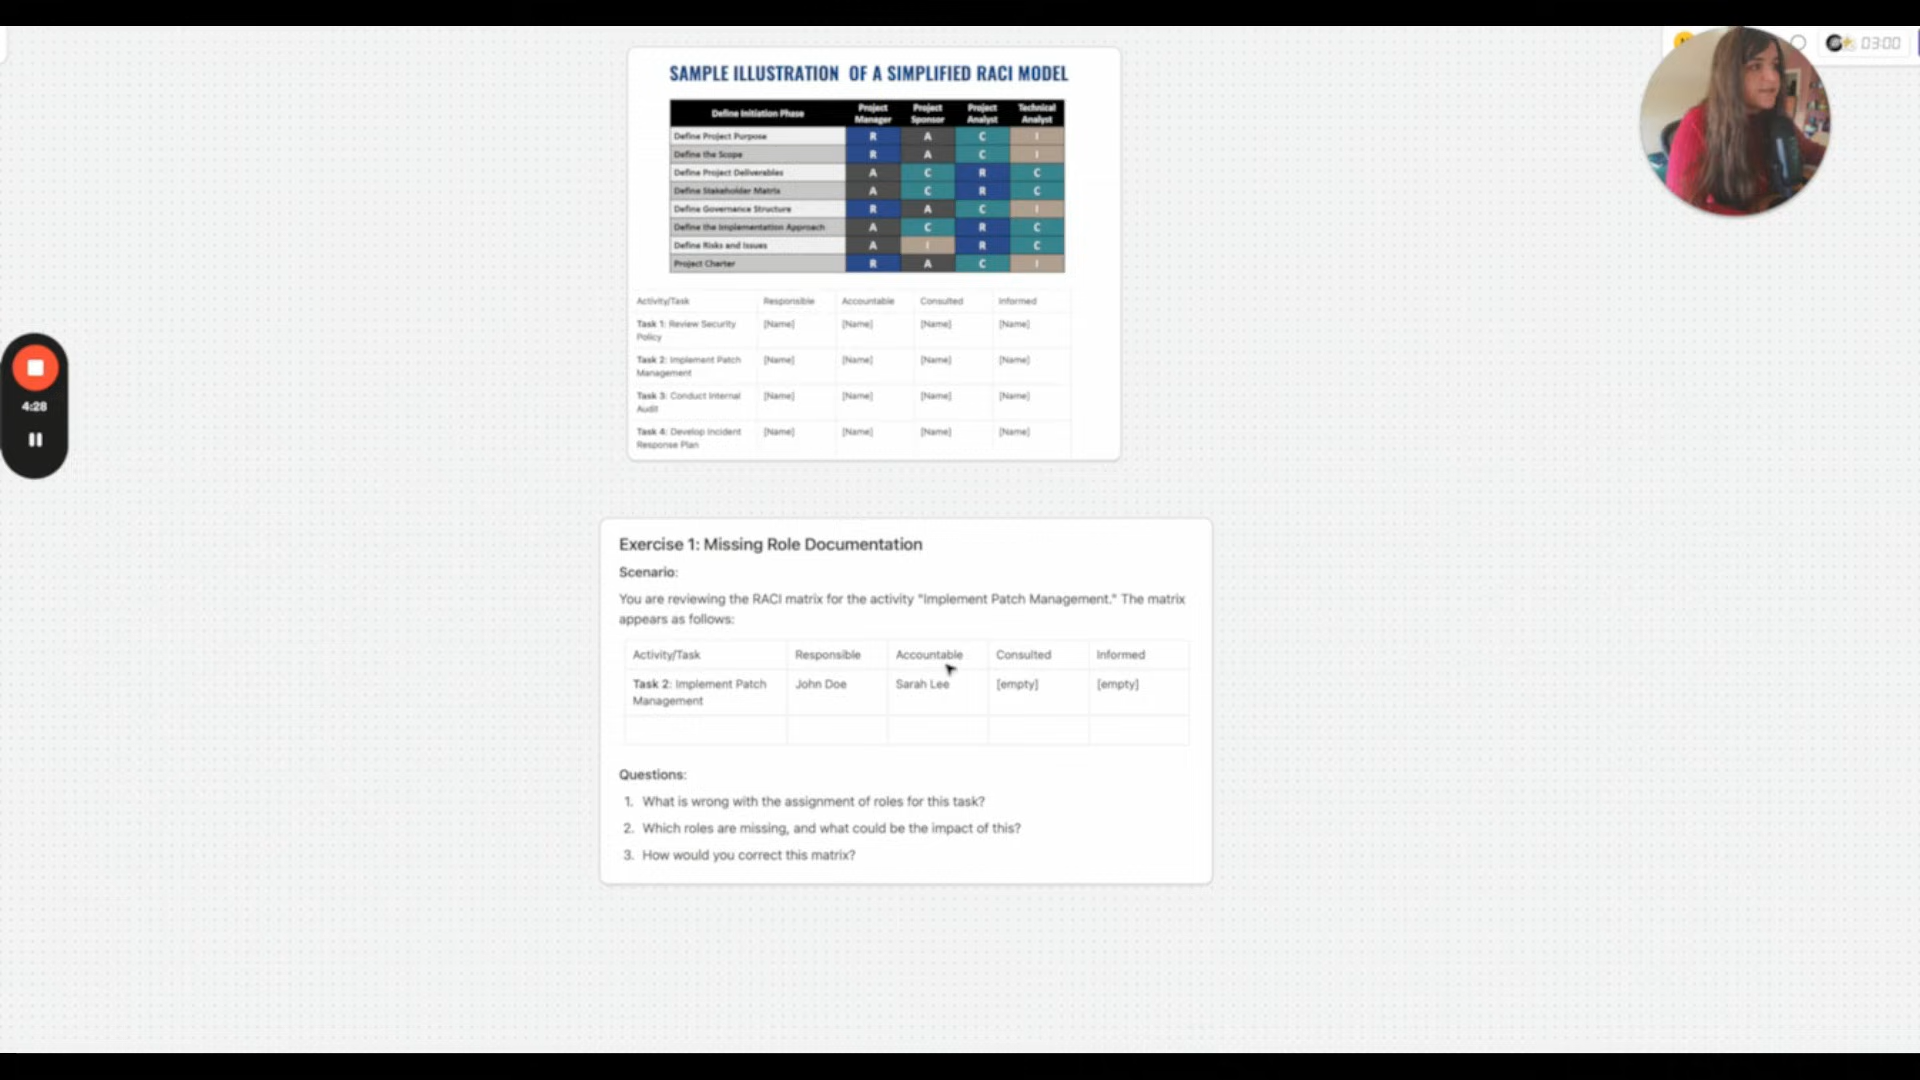 03:00
SAMPLE ILLUSTRATION OF A SIMPLIFIED RACI MODEL
Define Initiation Phase Project Manager Project Sponsor Project Analyst Technical Analyst
Define Project Purpose R A C I
Define the Scope R A C I
Define Project Deliverables A C R C
Define Stakeholder Matrix A C R C
Define Governance Structure R A C I
Define the Implementation Approach A C R C
Define Risks and Issues A I R C
Project Charter R A C I
Activity/Task Responsible Accountable Consulted Informed
Task 1: Review Security [Name] [Name] [Name] [Name]
Policy
Task 2: Implement Patch [Name] [Name] [Name] [Name]
Management
Task 3: Conduct Internal [Name] [Name] [Name] [Name]
Audit
Task 4: Develop Incident [Name] [Name] [Name] [Name]
Response Plan
4:28
Exercise 1: Missing Role Documentation
Scenario:
You are reviewing the RACI matrix for the activity "Implement Patch Management." The matrix
appears as follows:
Activity/Task Responsible Accountable Consulted Informed
Task 2: Implement Patch John Doe Sarah Lee [empty] [empty]
Management
Questions:
1. What is wrong with the assignment of roles for this task?
2. Which roles are missing, and what could be the impact of this?
3. How would you correct this matrix?